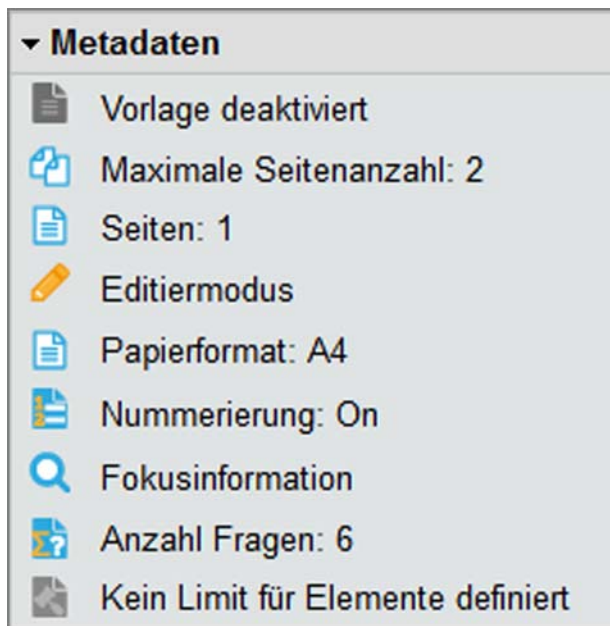 Metadaten
Vorlage deaktiviert
Maximale Seitenanzahl: 2
Seiten: 1
Editiermodus
Papierformat: A4
Nummerierung: On
Fokusinformation
Anzahl Fragen: 6
Kein Limit für Elemente definiert